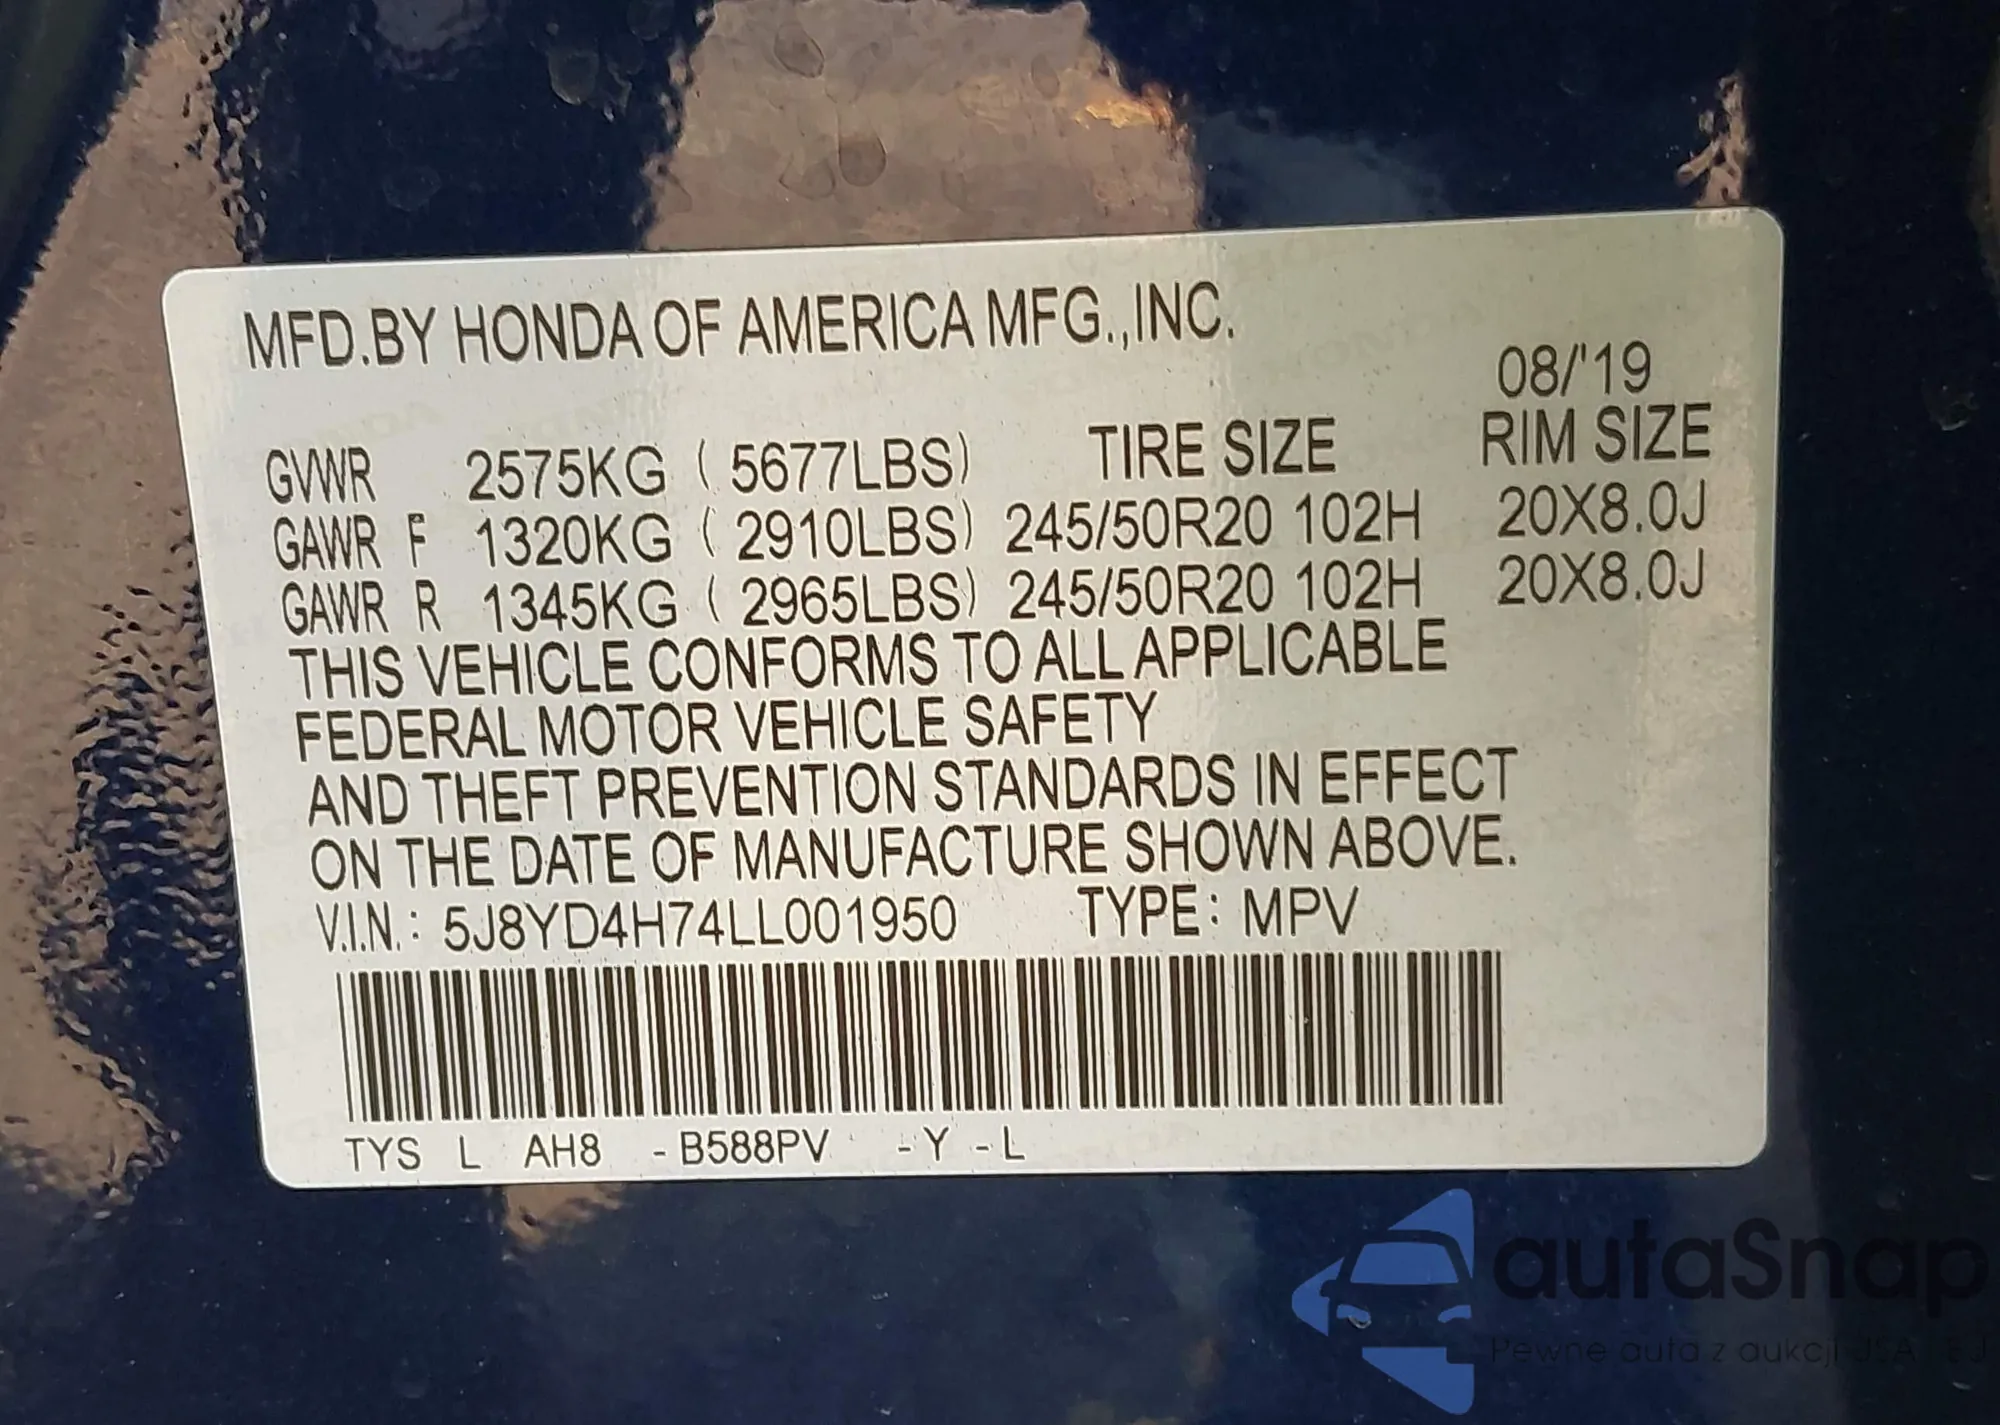 MFD.BY HONDA OF AMERICA MFG.,INC.
08/'19
GVWR 2575KG ( 5677LBS) TIRE SIZE RIM SIZE
GAWR F 1320KG ( 2910LBS) 245/50R20 102H 20X8.0J
GAWR R 1345KG ( 2965LBS) 245/50R20 102H 20X8.0J
THIS VEHICLE CONFORMS TO ALL APPLICABLE
FEDERAL MOTOR VEHICLE SAFETY
AND THEFT PREVENTION STANDARDS IN EFFECT
ON THE DATE OF MANUFACTURE SHOWN ABOVE.
V.I.N.: 5J8YD4H74LL001950 TYPE: MPV
TYS L AH8 -B588PV -Y -L
autaSnap
Pewne auta z aukcji